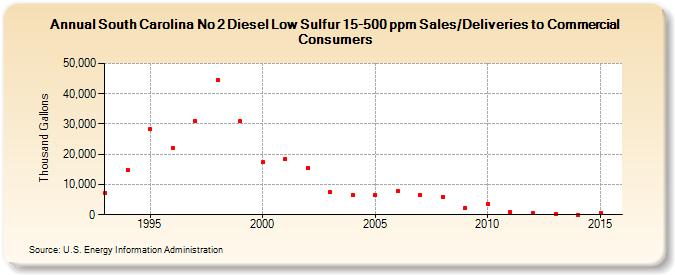 Annual South Carolina No 2 Diesel Low Sulfur 15-500 ppm Sales/Deliveries to Commercial
Consumers
Thousand Gallons
50,000
40,000
30,000
20,000
10,000
0
1995 2000 2005 2010 2015
Source: U.S. Energy Information Administration